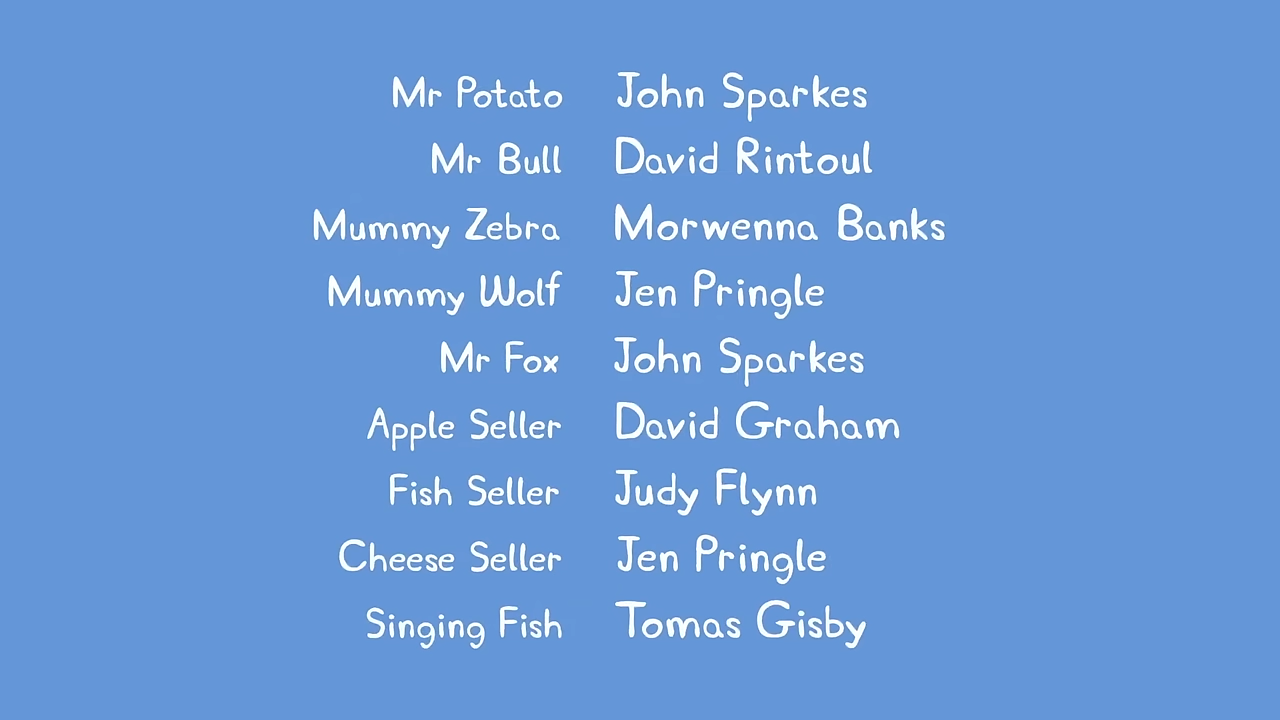 Mr Potato John Sparkes
Mr Bull David Rintoul
Mummy Zebra Morwenna Banks
Mummy Wolf Jen Pringle
Mr Fox John Sparkes
Apple Seller David Graham
Fish Seller Judy Flynn
Cheese Seller Jen Pringle
Singing Fish Tomas Gisby